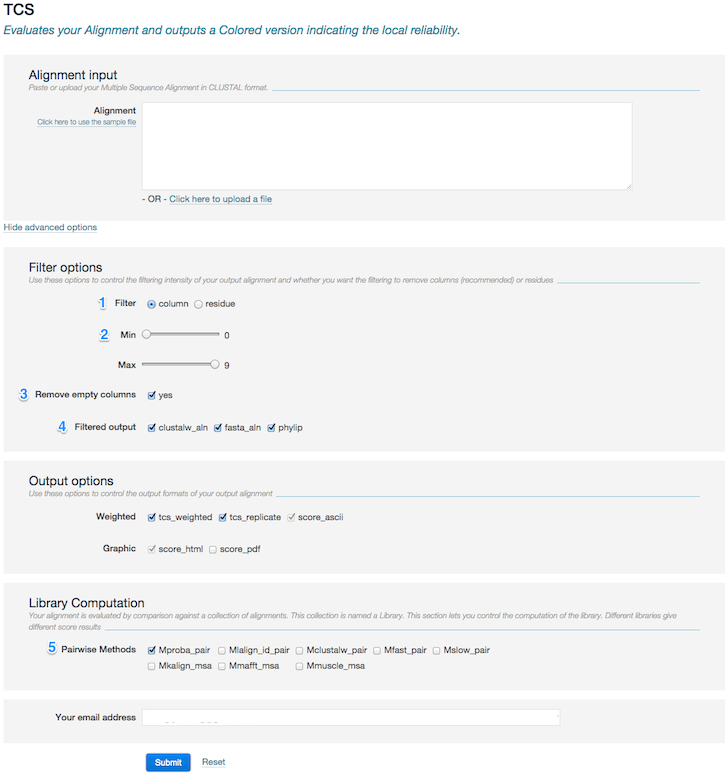 TCS
Evaluates your Alignment and outputs a Colored version indicating the local reliability.
Alignment input
Paste or upload your Multiple Sequence Alignment in CLUSTAL format.
Alignment
Click here to use the sample file
- OR - Click here to upload a file
Hide advanced options
Filter options
Use these options to control the filtering intensity of your output alignment and whether you want the filtering to remove columns (recommended) or residues
1 Filter column residue
2 Min 0
Max 9
3 Remove empty columns yes
4 Filtered output clustalw_aln fasta_aln phylip
Output options
Use these options to control the output formats of your output alignment
Weighted tcs_weighted tcs_replicate score_ascii
Graphic score_html score_pdf
Library Computation
Your alignment is evaluated by comparison against a collection of alignments. This collection is named a Library. This section lets you control the computation of the library. Different libraries give
different score results
5 Pairwise Methods Mproba_pair Mlalign_id_pair Mclustalw_pair Mfast_pair Mslow_pair
Mkalign_msa Mmafft_msa Mmuscle_msa
Your email address
Submit Reset